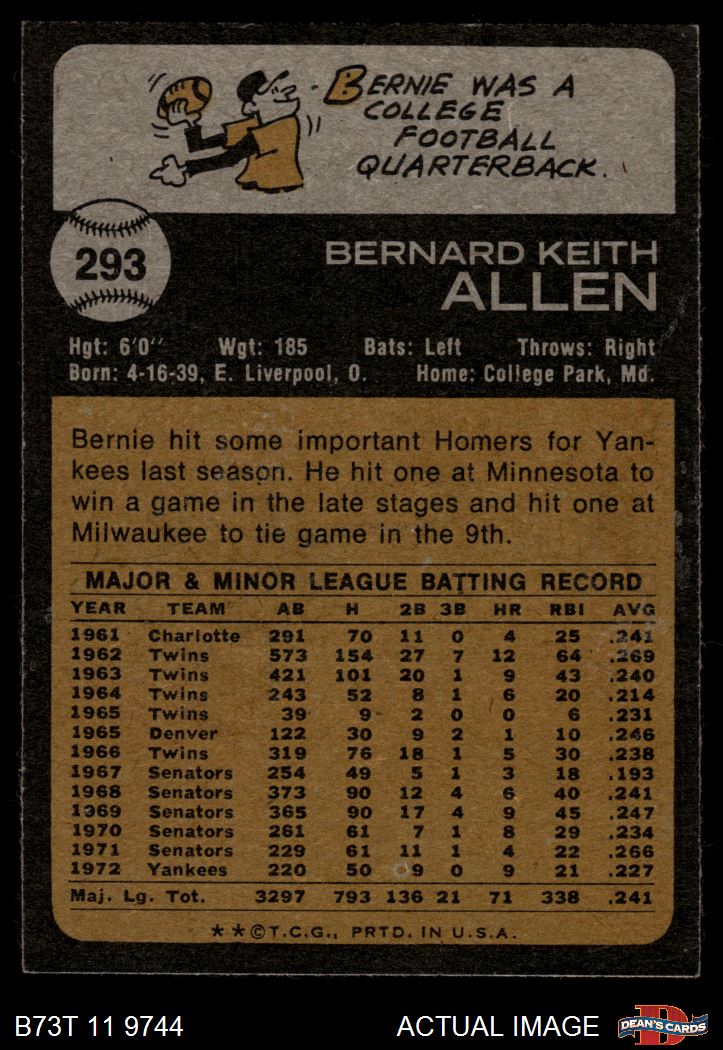 BERNIE WAS A
COLLEGE
FOOTBALL
QUARTERBACK.
293
BERNARD KEITH
ALLEN
Hgt: 6'0" Wgt: 185 Bats: Left Throws: Right
Born: 4-16-39, E. Liverpool, O. Home: College Park, Md.
Bernie hit some important Homers for Yan-
kees last season. He hit one at Minnesota to
win a game in the late stages and hit one at
Milwaukee to tie game in the 9th.
MAJOR & MINOR LEAGUE BATTING RECORD
YEAR TEAM AB H 2B 3B HR RBI AVG
1961 Charlotte 291 70 11 0 4 25 .241
1962 Twins 573 154 27 7 12 64 .269
1963 Twins 421 101 20 1 9 43 .240
1964 Twins 243 52 8 1 6 20 .214
1965 Twins 39 9 2 0 0 6 .231
1965 Denver 122 30 9 2 1 10 .246
1966 Twins 319 76 18 1 5 30 .238
1967 Senators 254 49 5 1 3 18 .193
1968 Senators 373 90 12 4 6 40 .241
1969 Senators 365 90 17 4 9 45 .247
1970 Senators 261 61 7 1 8 29 .234
1971 Senators 229 61 11 1 4 22 .266
1972 Yankees 220 50 9 0 9 21 .227
Maj. Lg. Tot. 3297 793 136 21 71 338 .241
**©T.C.G., PRTD. IN U.S.A.
B73T 11 9744 ACTUAL IMAGE
D
DEAN'S CARDS